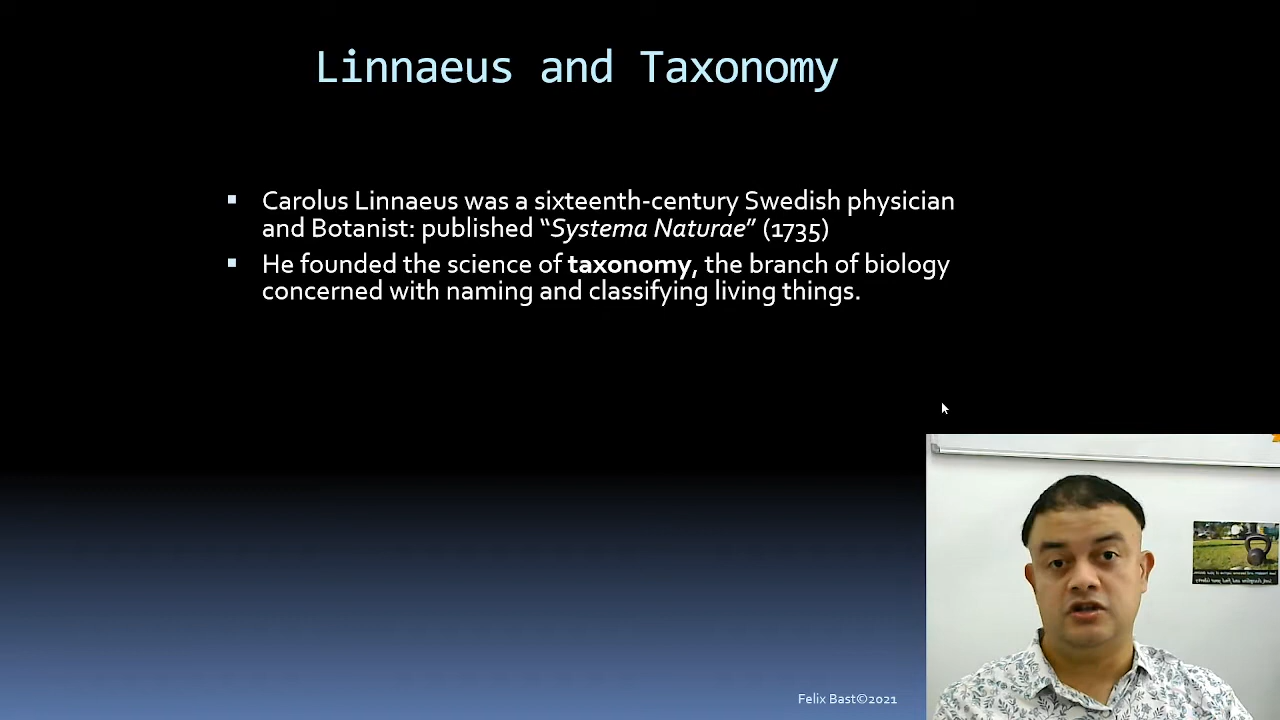 Linnaeus and Taxonomy
Carolus Linnaeus was a sixteenth-century Swedish physician
and Botanist: published “Systema Naturae” (1735)
He founded the science of taxonomy, the branch of biology
concerned with naming and classifying living things.
Felix Bast©2021